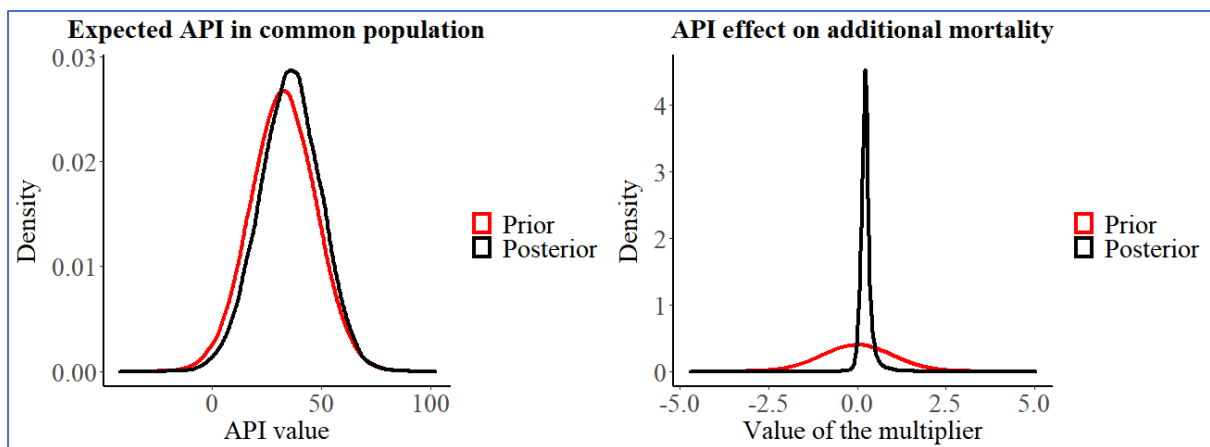 Expected API in common population
0.03
0.02
0.01
0.00
0
50
100
Density
API value
Prior
Posterior
API effect on additional mortality
4
3
2
1
0
-5.0
-2.5
0.0
2.5
5.0
Density
Value of the multiplier
Prior
Posterior